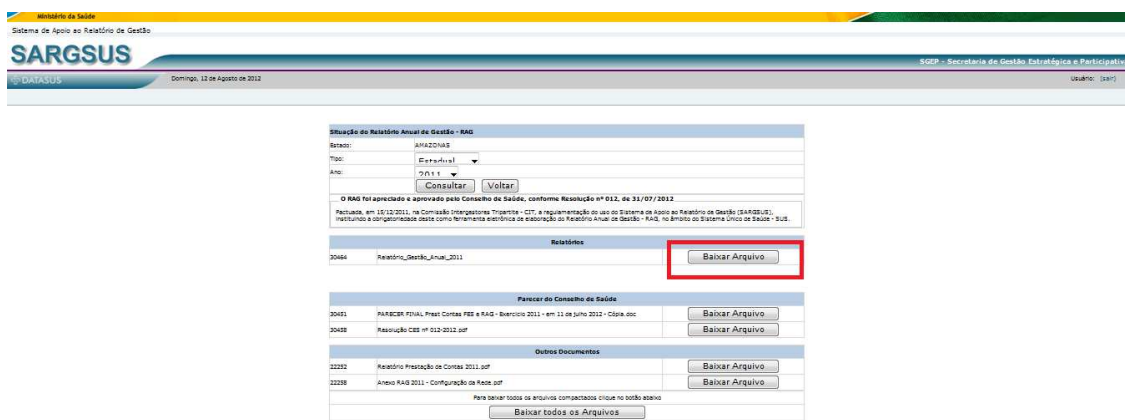 Ministério da Saúde
Sistema de Apoio ao Relatório de Gestão
SARGSUS
SGEP - Secretaria de Gestão Estratégica e Participativ
DATASUS Domingo, 12 de Agosto de 2012 Usuário: [sair]
Situação do Relatório Anual de Gestão - RAG
Estado: AMAZONAS
Tipo: Estadual
Ano: 2011
Consultar Voltar
O RAG foi apreciado e aprovado pelo Conselho de Saúde, conforme Resolução nº 012, de 31/07/2012
Pactuada, em 15/12/2011, na Comissão Intergestores Tripartite - CIT, a regulamentação do uso do Sistema de Apoio ao Relatório de Gestão (SARGSUS),
instituindo a obrigatoriedade deste como ferramenta eletrônica de elaboração do Relatório Anual de Gestão - RAG, no âmbito do Sistema Único de Saúde - SUS.
Relatórios
30464 Relatório_Gestão_Anual_2011 Baixar Arquivo
Parecer do Conselho de Saúde
30451 PARECER FINAL Prest Contas FES e RAG - Exercicio 2011 - em 11 de julho 2012 - Cópia.doc Baixar Arquivo
30458 Resolução CES nº 012-2012.pdf Baixar Arquivo
Outros Documentos
22252 Relatório Prestação de Contas 2011.pdf Baixar Arquivo
22258 Anexo RAG 2011 - Configuração da Rede.pdf Baixar Arquivo
Para baixar todos os arquivos compactados clique no botão abaixo
Baixar todos os Arquivos